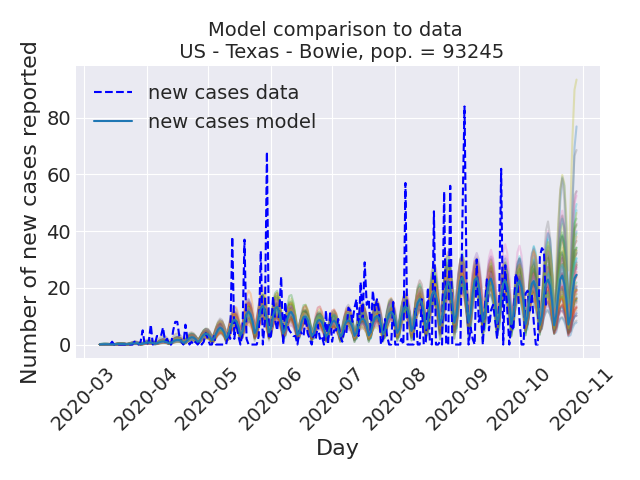 Model comparison to data
US - Texas - Bowie, pop. = 93245
Number of new cases reported
80
60
40
20
0
new cases data
new cases model
2020-03
2020-04
2020-05
2020-06
2020-07
2020-08
2020-09
2020-10
2020-11
Day